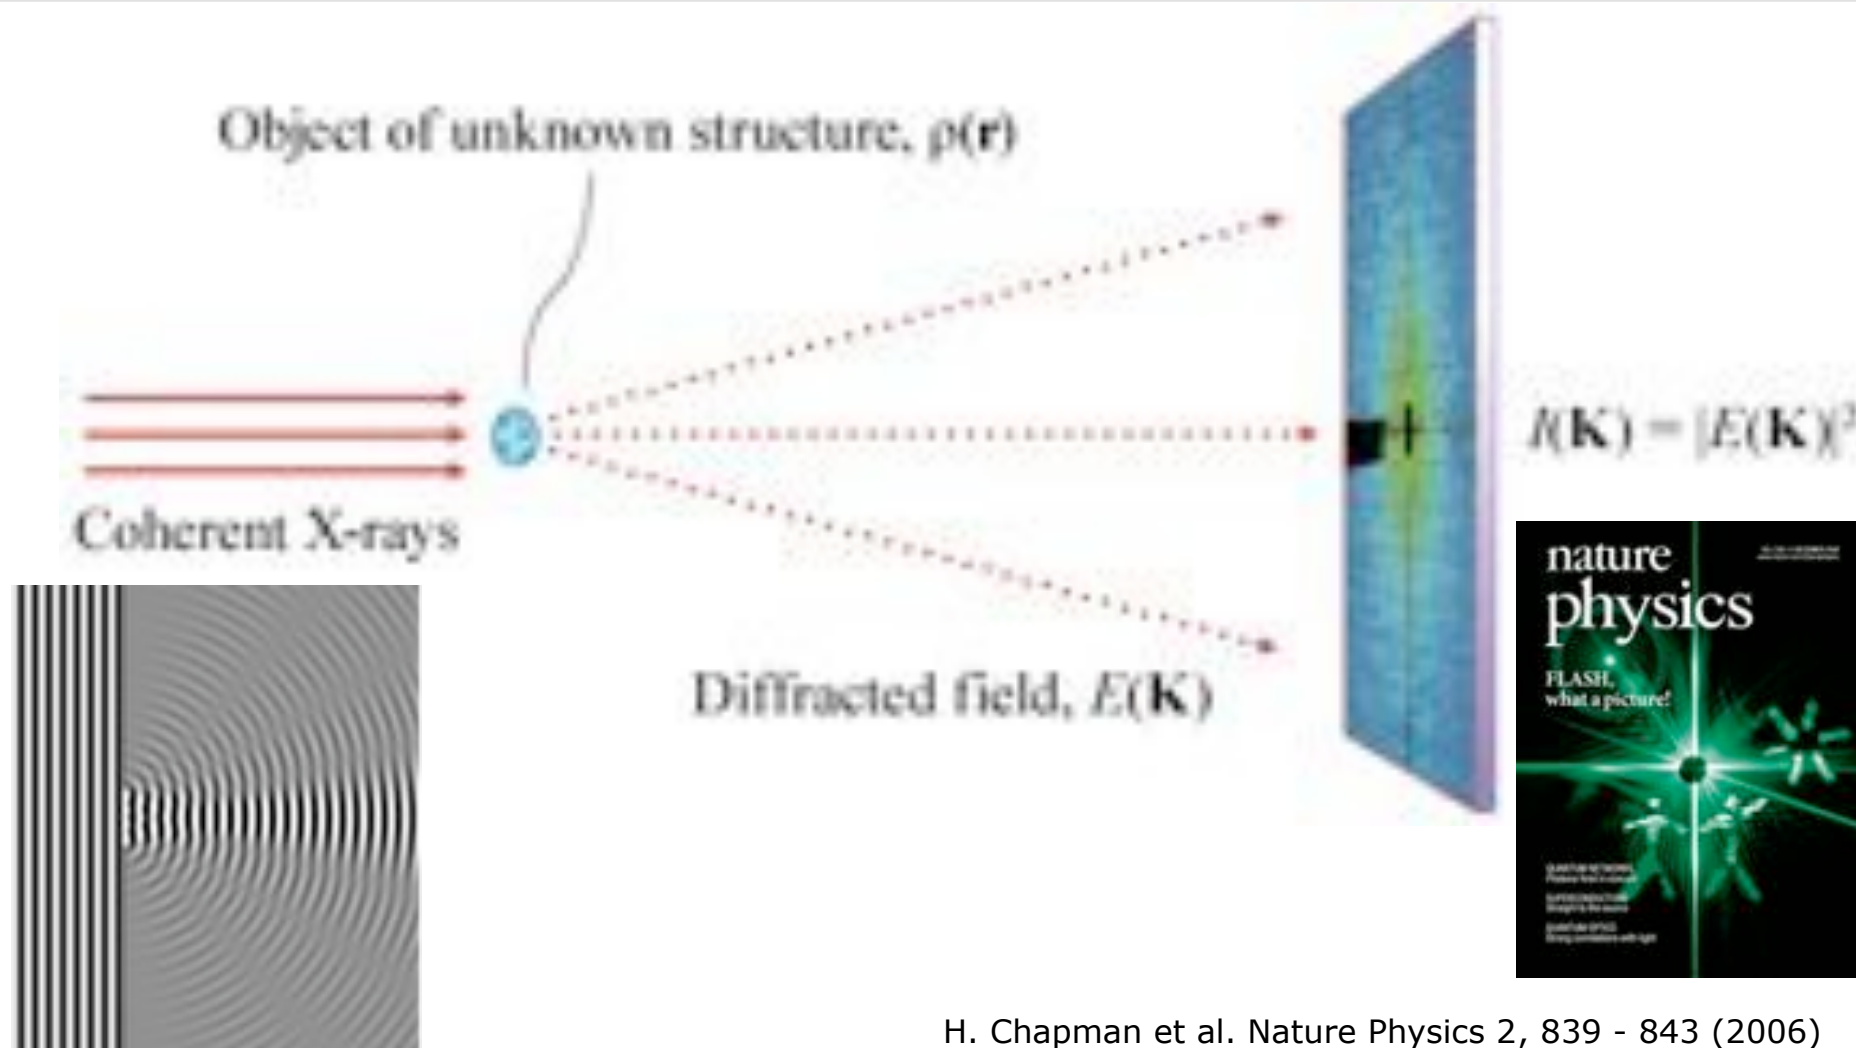 Object of unknown structure, ρ(r)
Coherent X-rays
Diffracted field, E(K)
I(K) = |E(K)|²
nature
physics
FLASH,
what a picture!
H. Chapman et al. Nature Physics 2, 839 - 843 (2006)